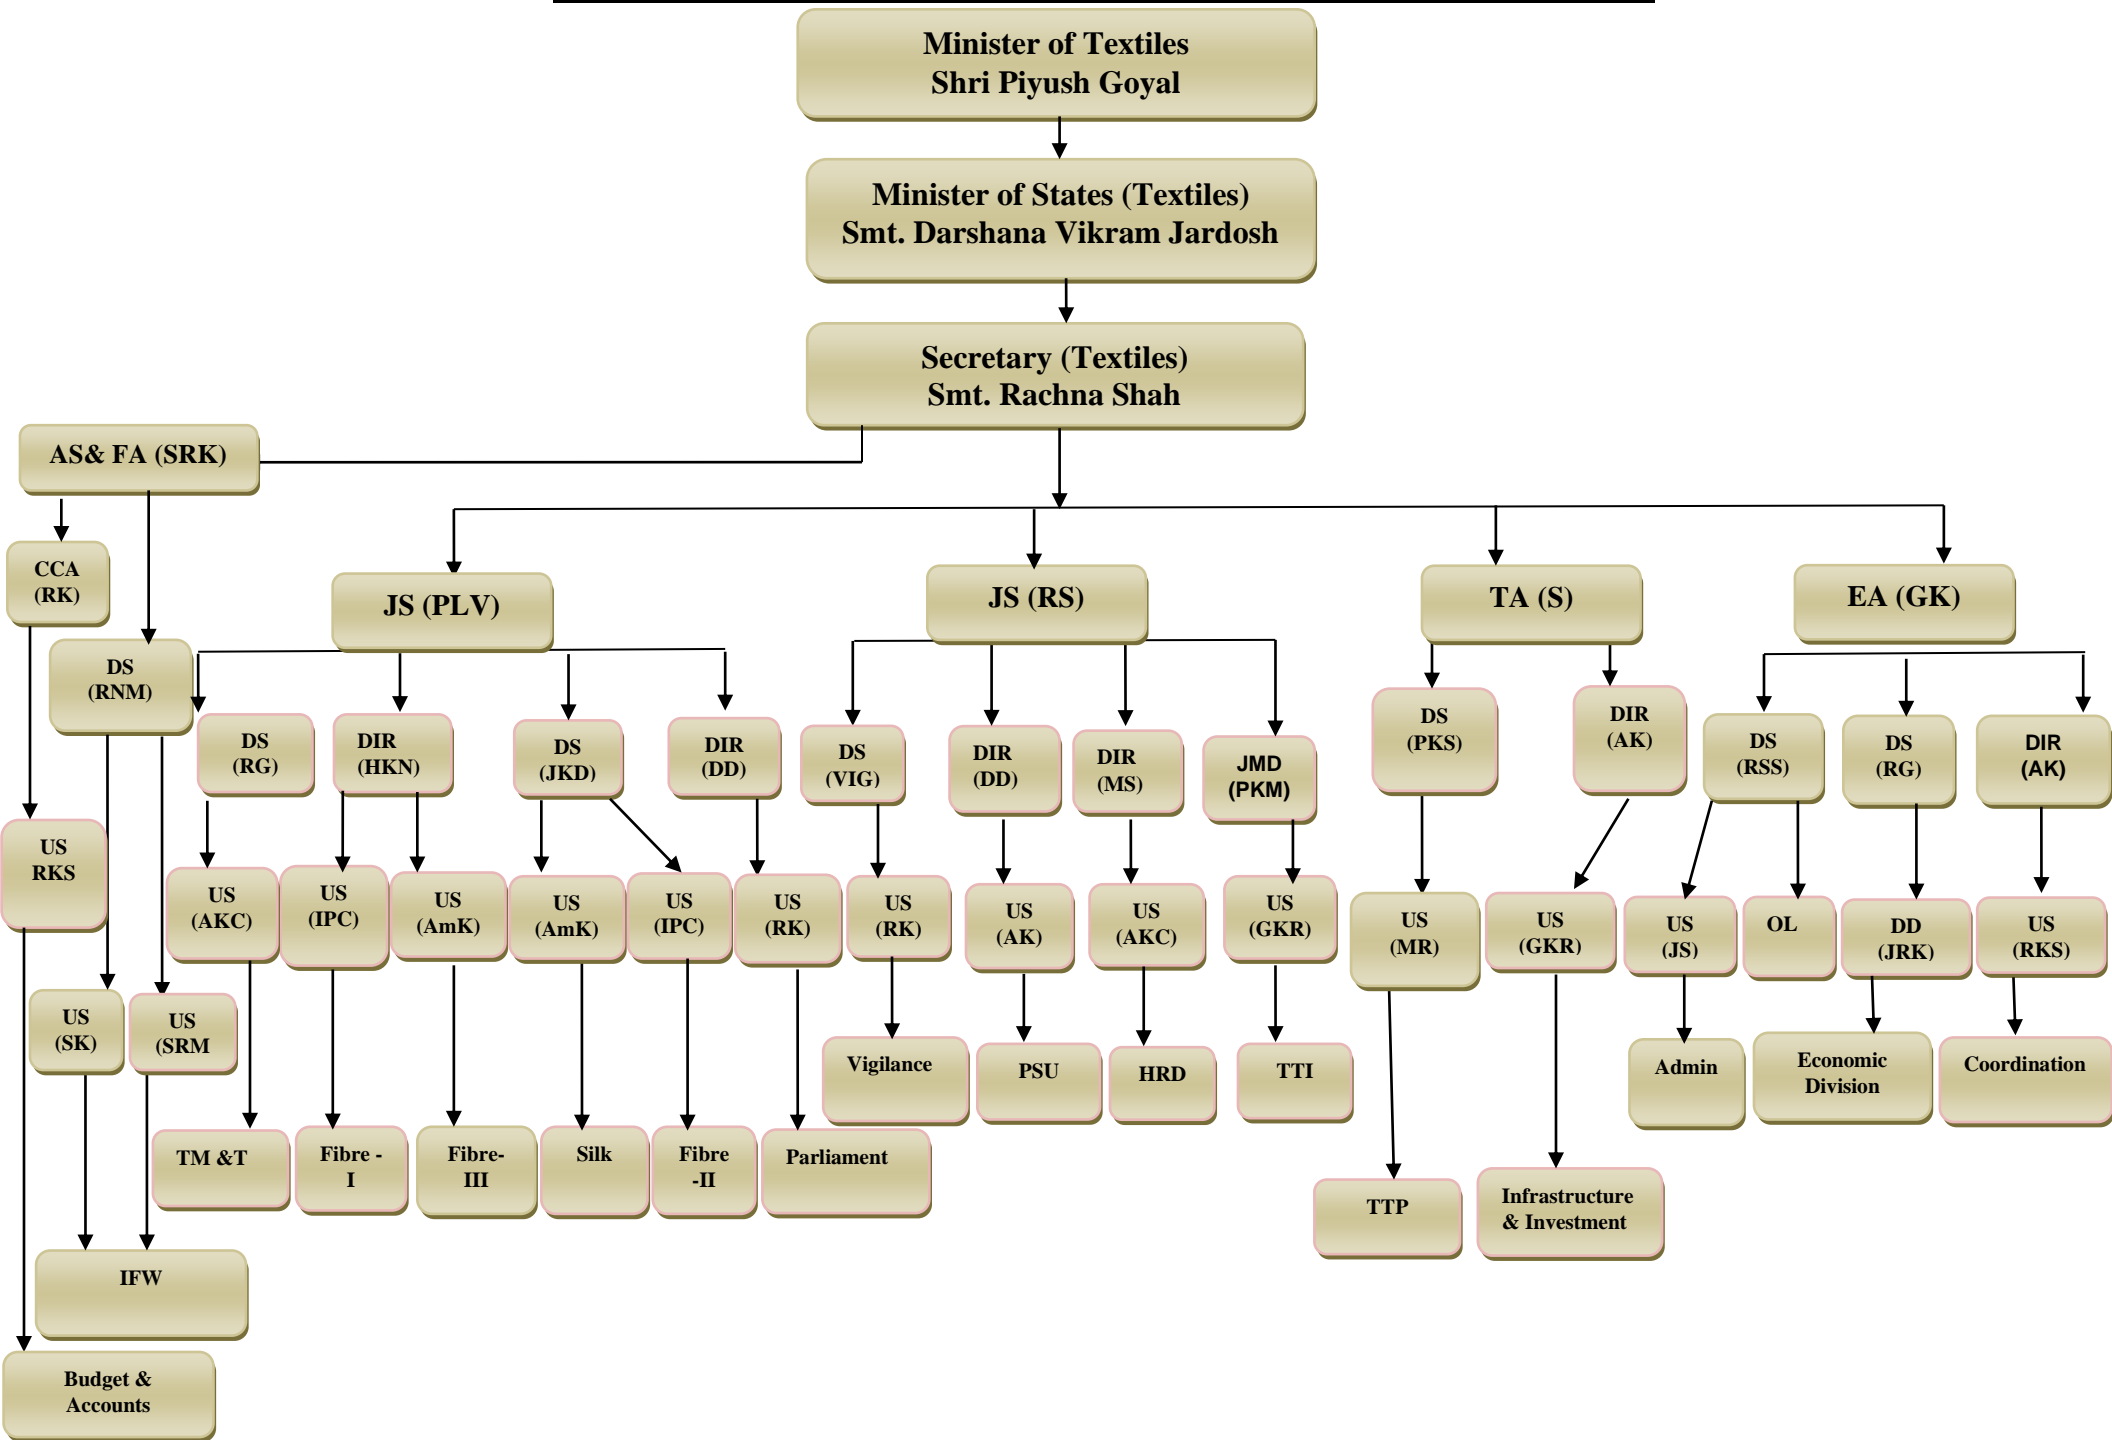 Minister of Textiles
Shri Piyush Goyal
Minister of States (Textiles)
Smt. Darshana Vikram Jardosh
Secretary (Textiles)
Smt. Rachna Shah
AS& FA (SRK)
CCA
(RK)
JS (PLV)
JS (RS)
TA (S)
EA (GK)
DS
(RNM)
DS
(RG)
DIR
(HKN)
DS
(JKD)
DIR
(DD)
DS
(VIG)
DIR
(DD)
DIR
(MS)
JMD
(PKM)
DS
(PKS)
DIR
(AK)
DS
(RSS)
DS
(RG)
DIR
(AK)
US
RKS
US
(AKC)
US
(IPC)
US
(AmK)
US
(AmK)
US
(IPC)
US
(RK)
US
(RK)
US
(AK)
US
(AKC)
US
(GKR)
US
(MR)
US
(GKR)
US
(JS)
OL
DD
(JRK)
US
(RKS)
US
(SK)
US
(SRM
Vigilance
PSU
HRD
TTI
Admin
Economic
Division
Coordination
TM &T
Fibre -
I
Fibre-
III
Silk
Fibre
-II
Parliament
TTP
Infrastructure
& Investment
IFW
Budget &
Accounts